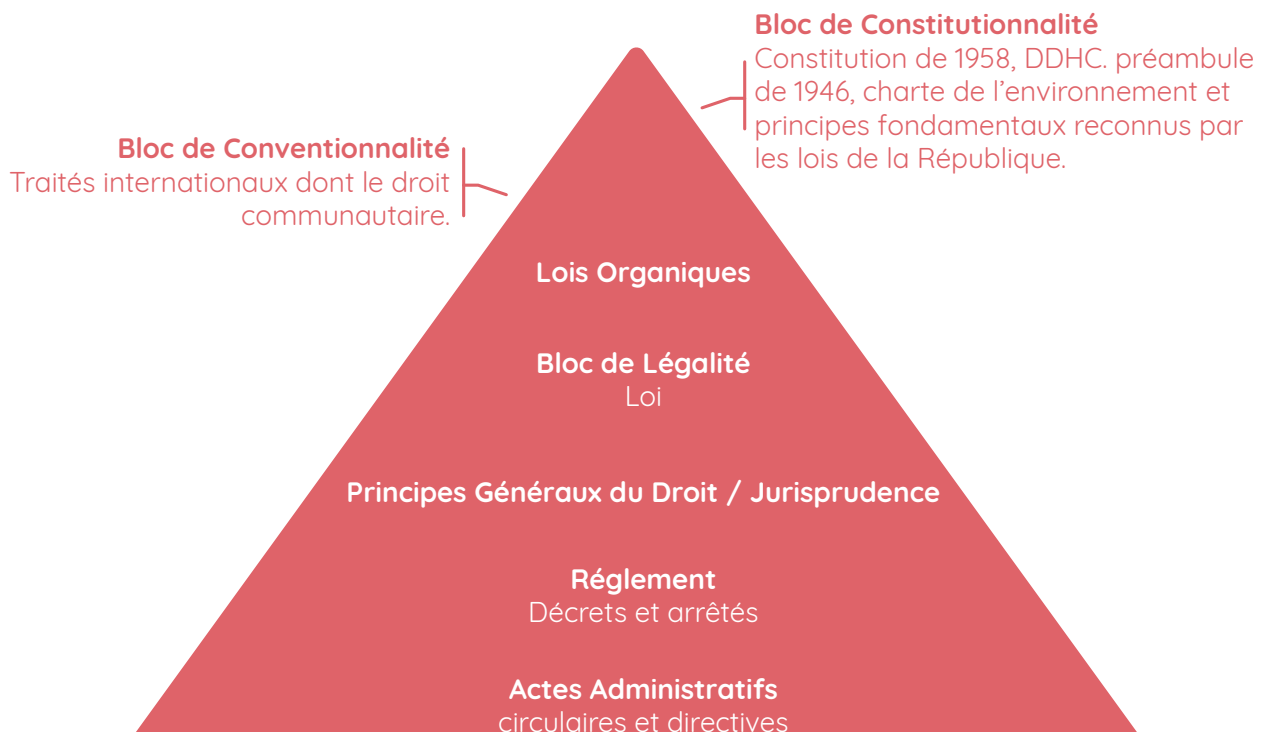 Bloc de Constitutionnalité
Constitution de 1958, DDHC. préambule
de 1946, charte de l'environnement et
principes fondamentaux reconnus par
les lois de la République.
Bloc de Conventionnalité
Traités internationaux dont le droit
communautaire.
Lois Organiques
Bloc de Légalité
Loi
Principes Généraux du Droit / Jurisprudence
Réglement
Décrets et arrêtés
Actes Administratifs
circulaires et directives